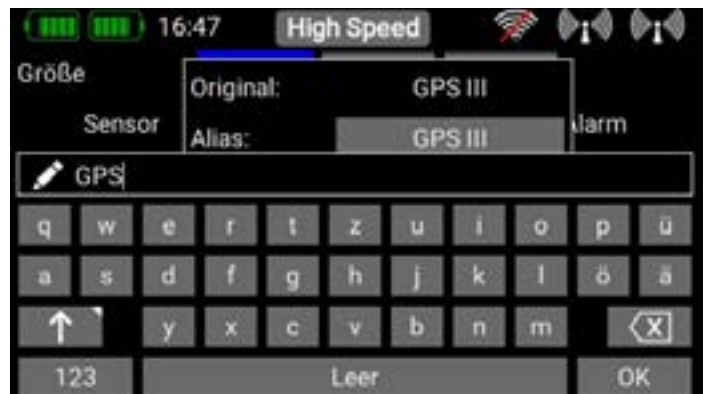 16:47 High Speed
Größe
Original: GPS III
Sensor
Alias: GPS III
larm
GPS
q w e r t z u i o p ü
a s d f g h j k l ö ä
y x c v b n m X
123 Leer OK